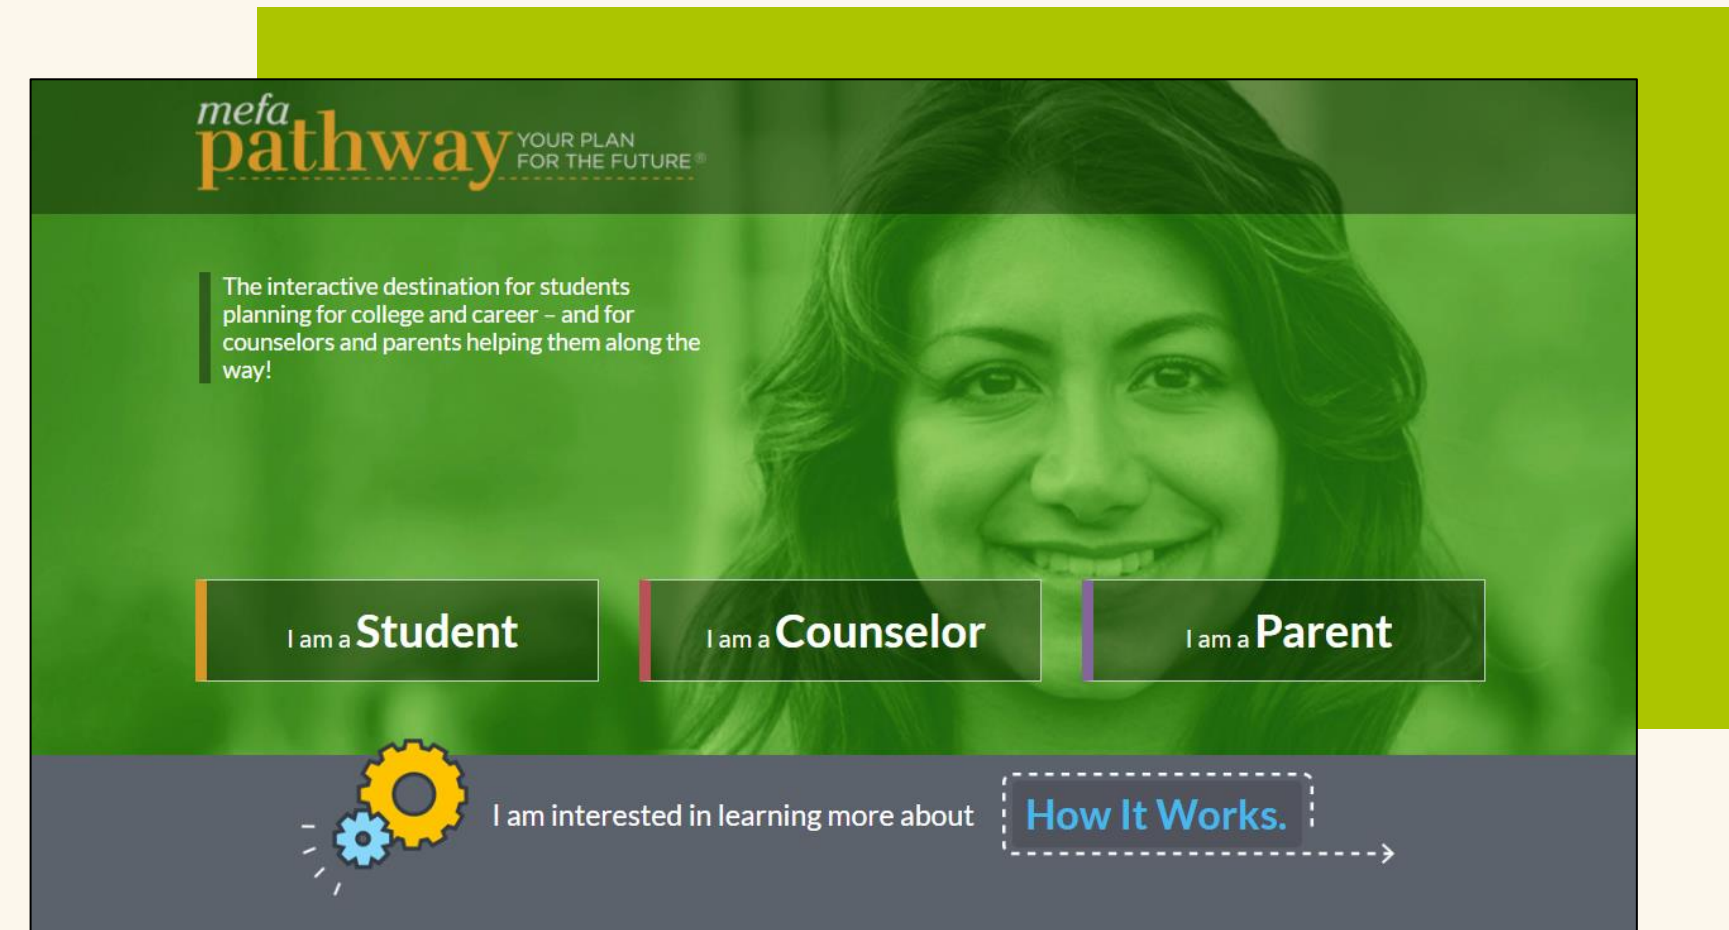 mefa
pathway
YOUR PLAN
FOR THE FUTURE®
The interactive destination for students
planning for college and career – and for
counselors and parents helping them along the
way!
I am a Student
I am a Counselor
I am a Parent
I am interested in learning more about How It Works.